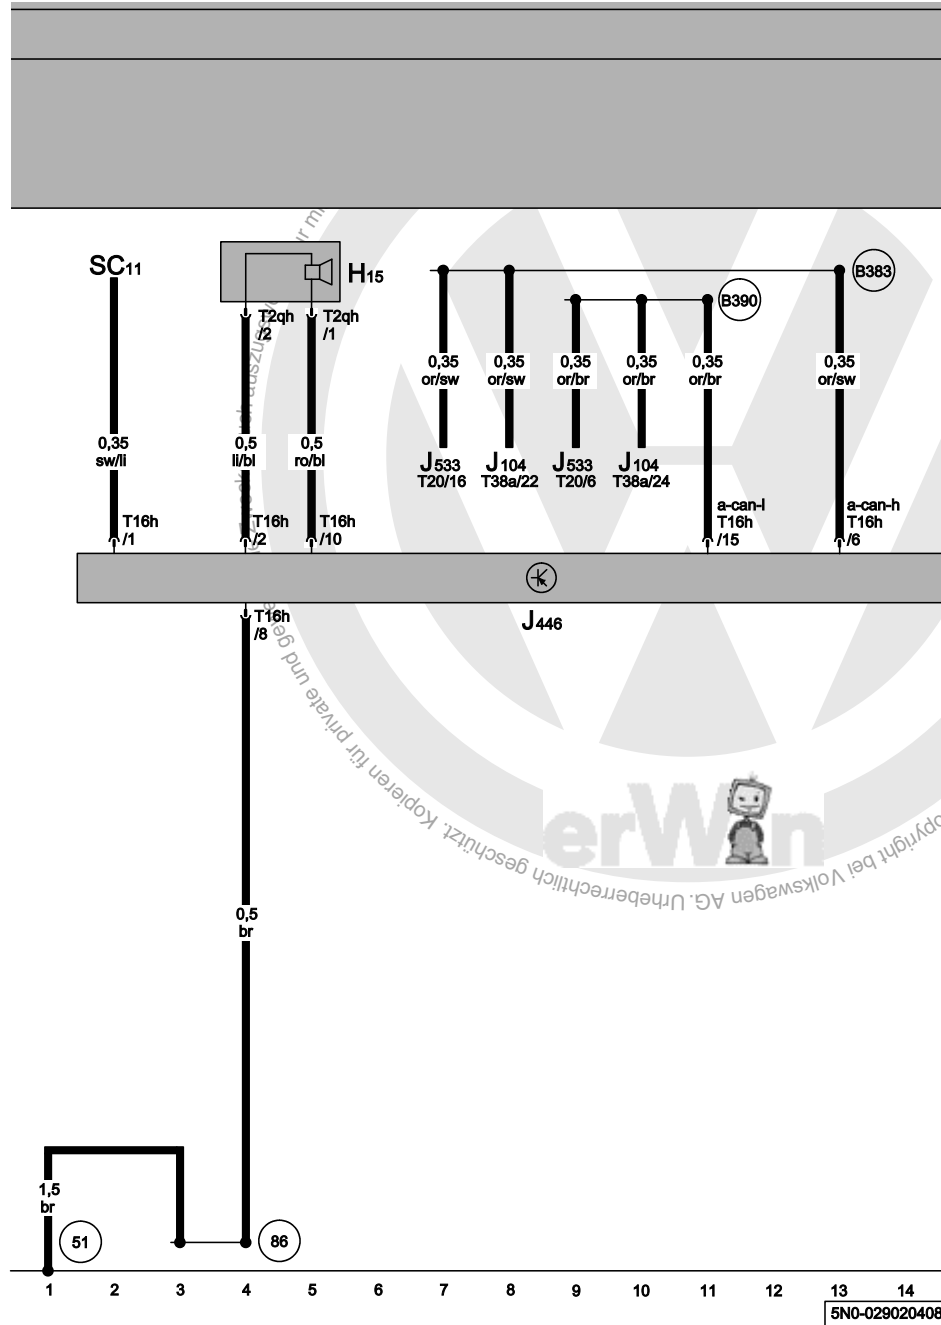 SC11
H15
T2qh
/2
T2qh
/1
B383
B390
0,35
or/sw
0,35
or/sw
0,35
or/br
0,35
or/br
0,35
or/br
0,35
or/sw
0,35
sw/li
0,5
li/bl
0,5
ro/bl
J533
T20/16
J104
T38a/22
J533
T20/6
J104
T38a/24
T16h
/1
T16h
/2
T16h
/10
a-can-l
T16h
/15
a-can-h
T16h
/6
J446
T16h
/8
erWin
für private und
geschützt. Kopieren
opyright bei Volkswagen AG. Urheberrechtlich
0,5
br
1,5
br
51
86
1 2 3 4 5 6 7 8 9 10 11 12 13 14
5N0-029020408